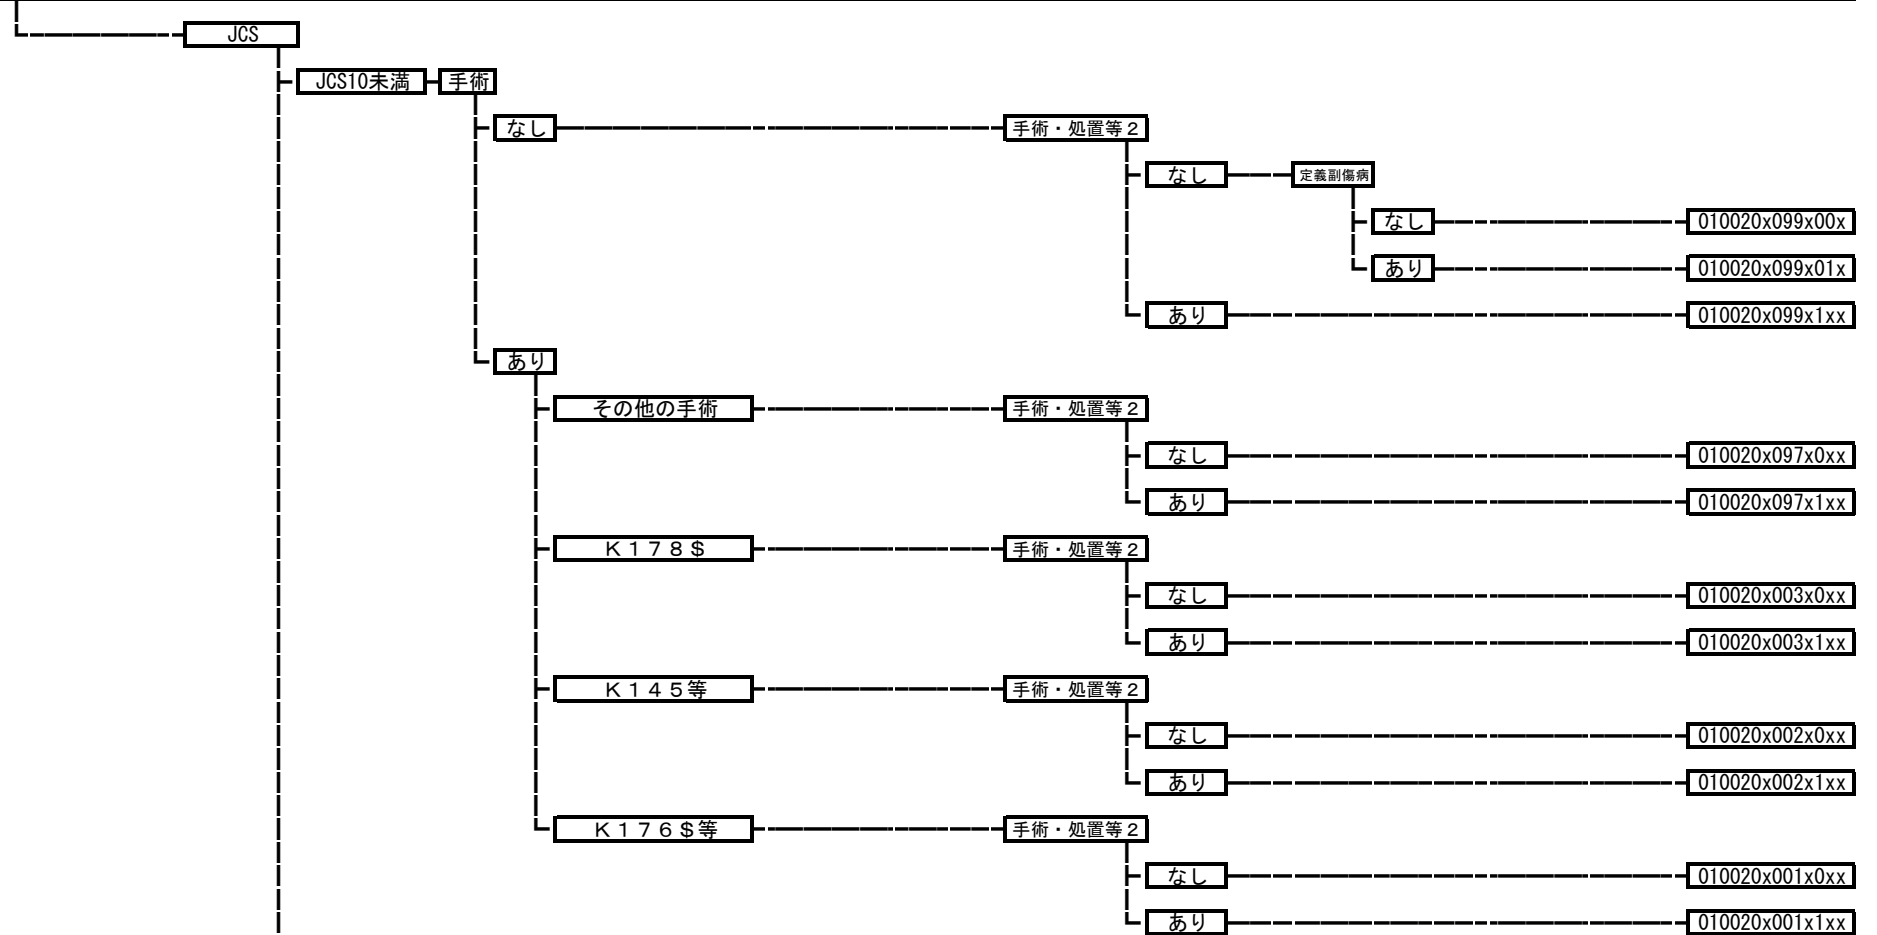 JCS
JCS10未満 手術
なし 手術・処置等２
なし 定義副傷病
なし 010020x099x00x
あり 010020x099x01x
あり 010020x099x1xx
あり
その他の手術 手術・処置等２
なし 010020x097x0xx
あり 010020x097x1xx
Ｋ１７８＄ 手術・処置等２
なし 010020x003x0xx
あり 010020x003x1xx
Ｋ１４５等 手術・処置等２
なし 010020x002x0xx
あり 010020x002x1xx
Ｋ１７６＄等 手術・処置等２
なし 010020x001x0xx
あり 010020x001x1xx